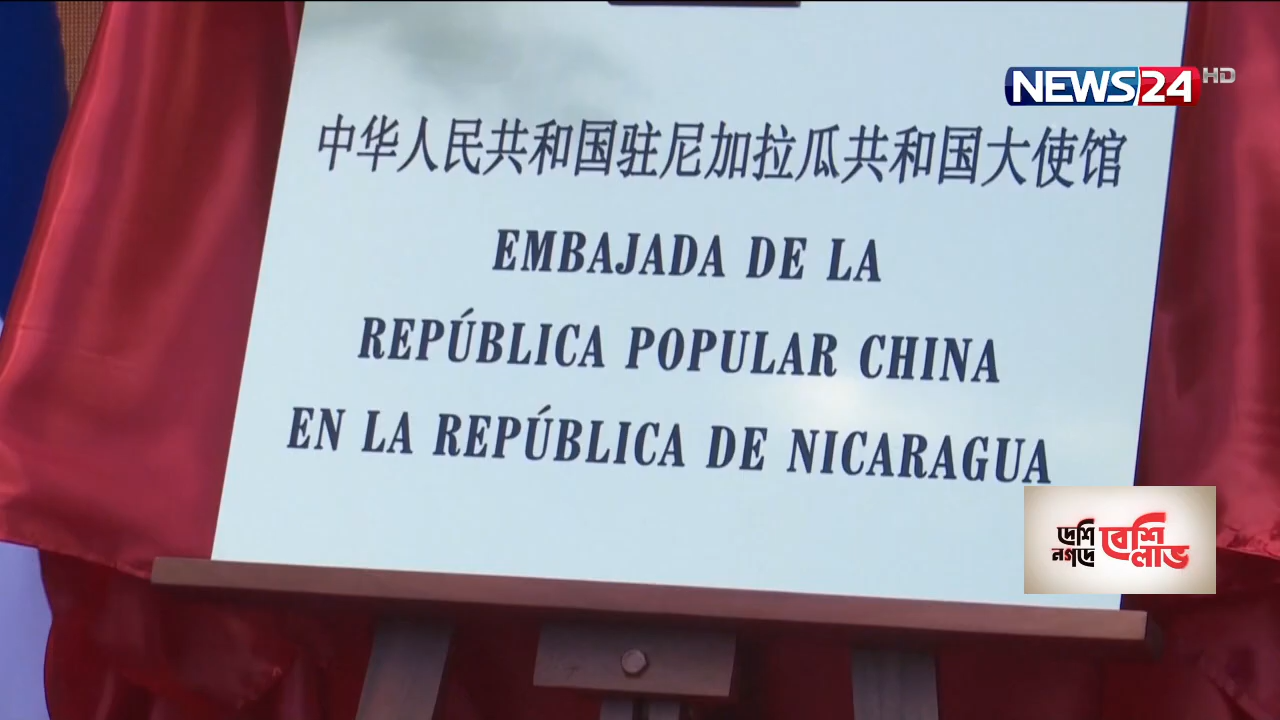 NEWS24 HD
中华人民共和国驻尼加拉瓜共和国大使馆
EMBAJADA DE LA
REPÚBLICA POPULAR CHINA
EN LA REPÚBLICA DE NICARAGUA
দেশি বেশি
নগদে লাভ